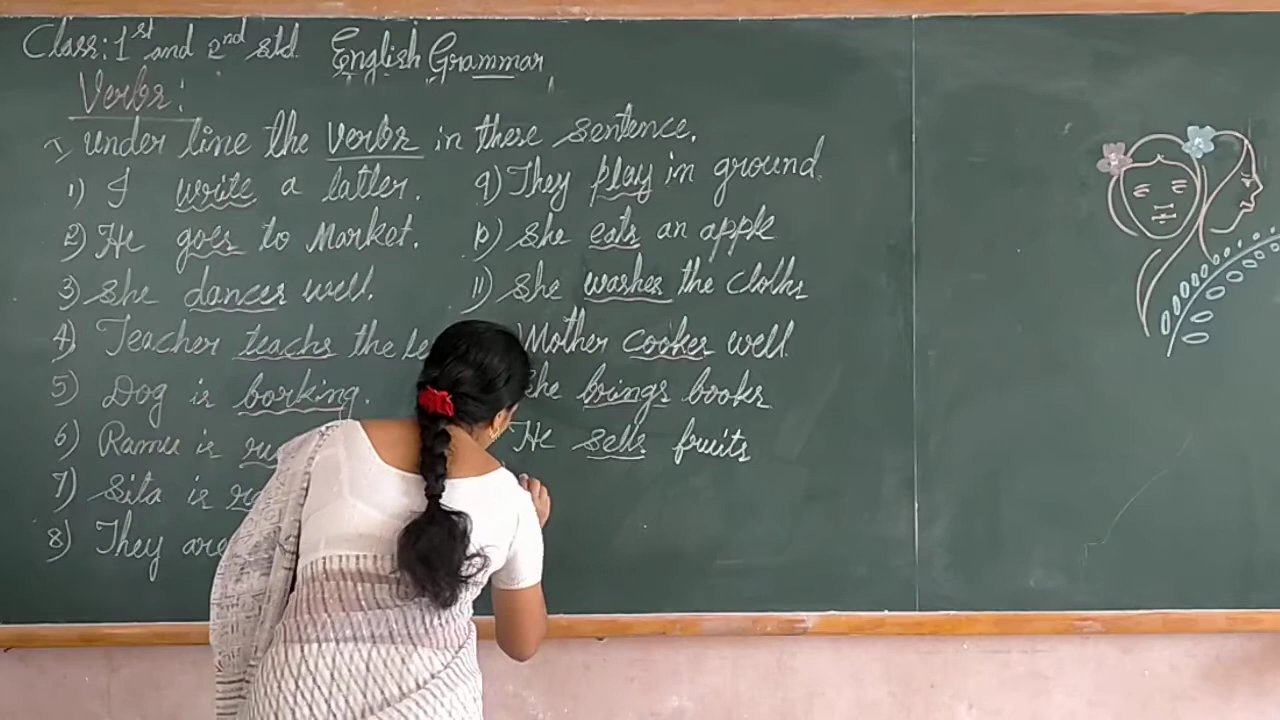 Class: 1st and 2nd std. English Grammar
Verbs:
I under line the Verbs in these sentence.
1) I write a latter.
2) He goes to Market.
3) she dances well.
4) Teacher teachs the
5) Dog is borking.
6) Ramu is
7) Sita is
8) They are
9) They play in ground.
10) she eats an apple
11) she washes the cloths
Mother cookes well.
she brings books.
He sells fruits